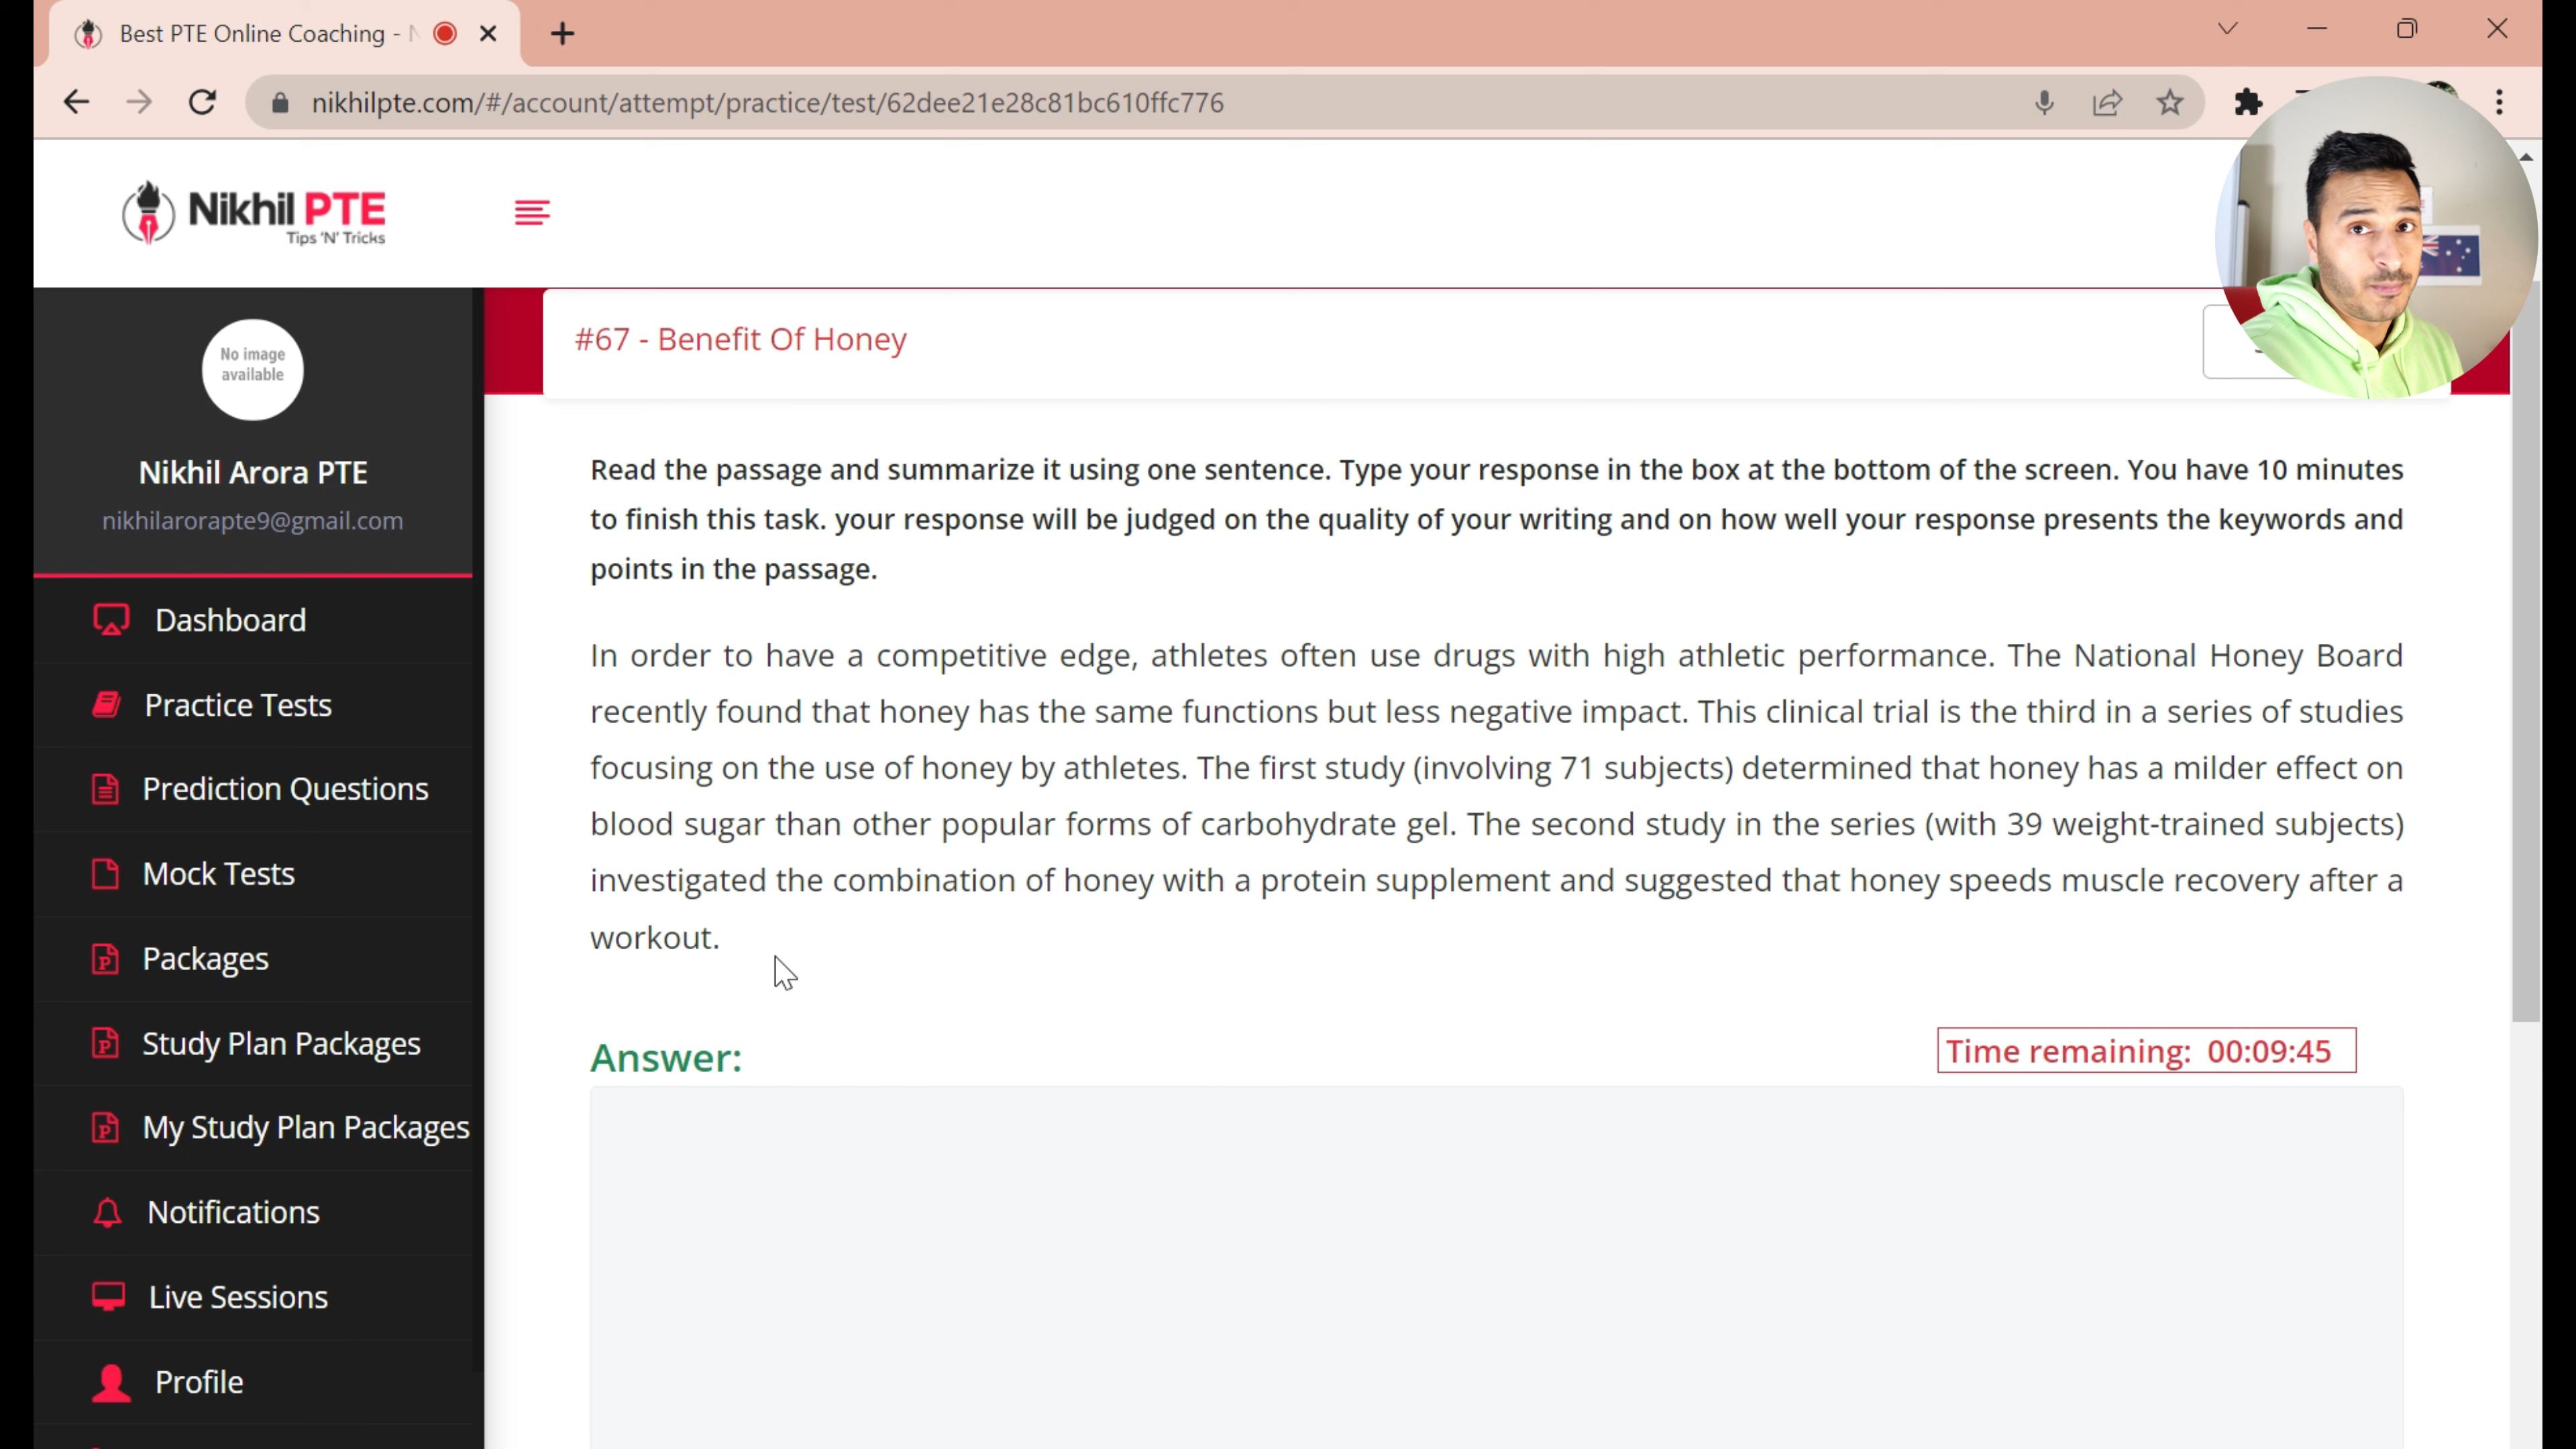 Best PTE Online Coaching -
nikhilpte.com/#/account/attempt/practice/test/62dee21e28c81bc610ffc776
Nikhil PTE
Tips 'N' Tricks
No image
available
Nikhil Arora PTE
nikhilarorapte9@gmail.com
Dashboard
Practice Tests
Prediction Questions
Mock Tests
Packages
Study Plan Packages
My Study Plan Packages
Notifications
Live Sessions
Profile
#67 - Benefit Of Honey
Read the passage and summarize it using one sentence. Type your response in the box at the bottom of the screen. You have 10 minutes
to finish this task. your response will be judged on the quality of your writing and on how well your response presents the keywords and
points in the passage.
In order to have a competitive edge, athletes often use drugs with high athletic performance. The National Honey Board
recently found that honey has the same functions but less negative impact. This clinical trial is the third in a series of studies
focusing on the use of honey by athletes. The first study (involving 71 subjects) determined that honey has a milder effect on
blood sugar than other popular forms of carbohydrate gel. The second study in the series (with 39 weight-trained subjects)
investigated the combination of honey with a protein supplement and suggested that honey speeds muscle recovery after a
workout.
Answer:
Time remaining: 00:09:45